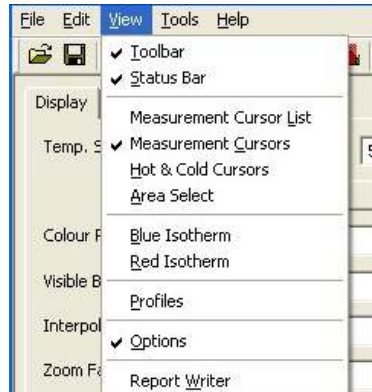 File Edit View Tools Help
Toolbar
Status Bar
Display
Measurement Cursor List
Temp. S
Measurement Cursors
5
Hot & Cold Cursors
Area Select
Colour
Blue Isotherm
Red Isotherm
Visible B
Profiles
Interpol
Options
Zoom Fa
Report Writer